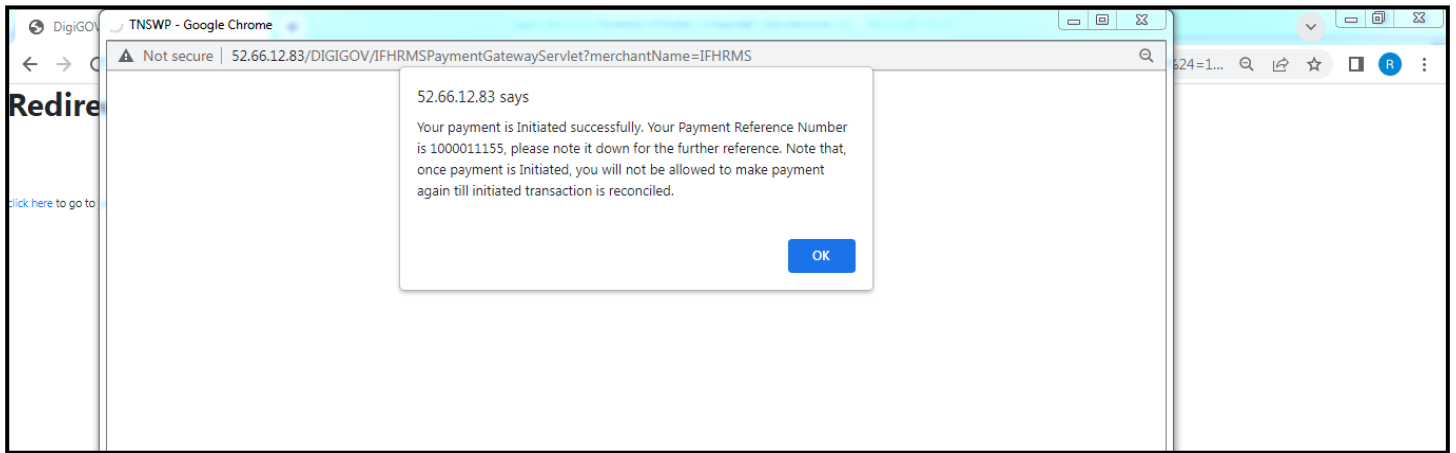 DigiGOV
TNSWP - Google Chrome
Not secure | 52.66.12.83/DIGIGOV/IFHRMSPaymentGatewayServlet?merchantName=IFHRMS
624=1...
R
Redire
52.66.12.83 says
Your payment is Initiated successfully. Your Payment Reference Number
is 1000011155, please note it down for the further reference. Note that,
once payment is Initiated, you will not be allowed to make payment
again till initiated transaction is reconciled.
click here to go to
OK